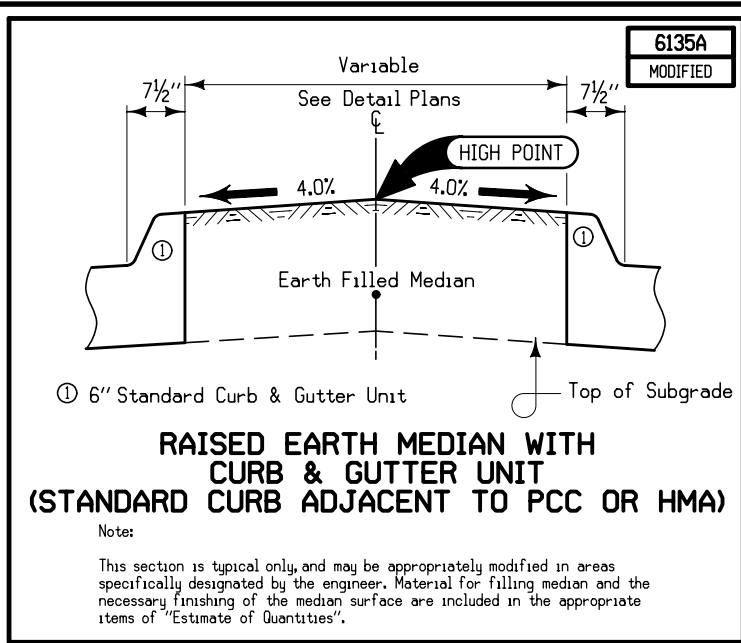 6135A
MODIFIED
Variable
7½" 7½"
See Detail Plans
℄
HIGH POINT
4.0% 4.0%
① ①
Earth Filled Median
① 6" Standard Curb & Gutter Unit
Top of Subgrade
RAISED EARTH MEDIAN WITH
CURB & GUTTER UNIT
(STANDARD CURB ADJACENT TO PCC OR HMA)
Note:
This section is typical only, and may be appropriately modified in areas
specifically designated by the engineer. Material for filling median and the
necessary finishing of the median surface are included in the appropriate
items of "Estimate of Quantities".